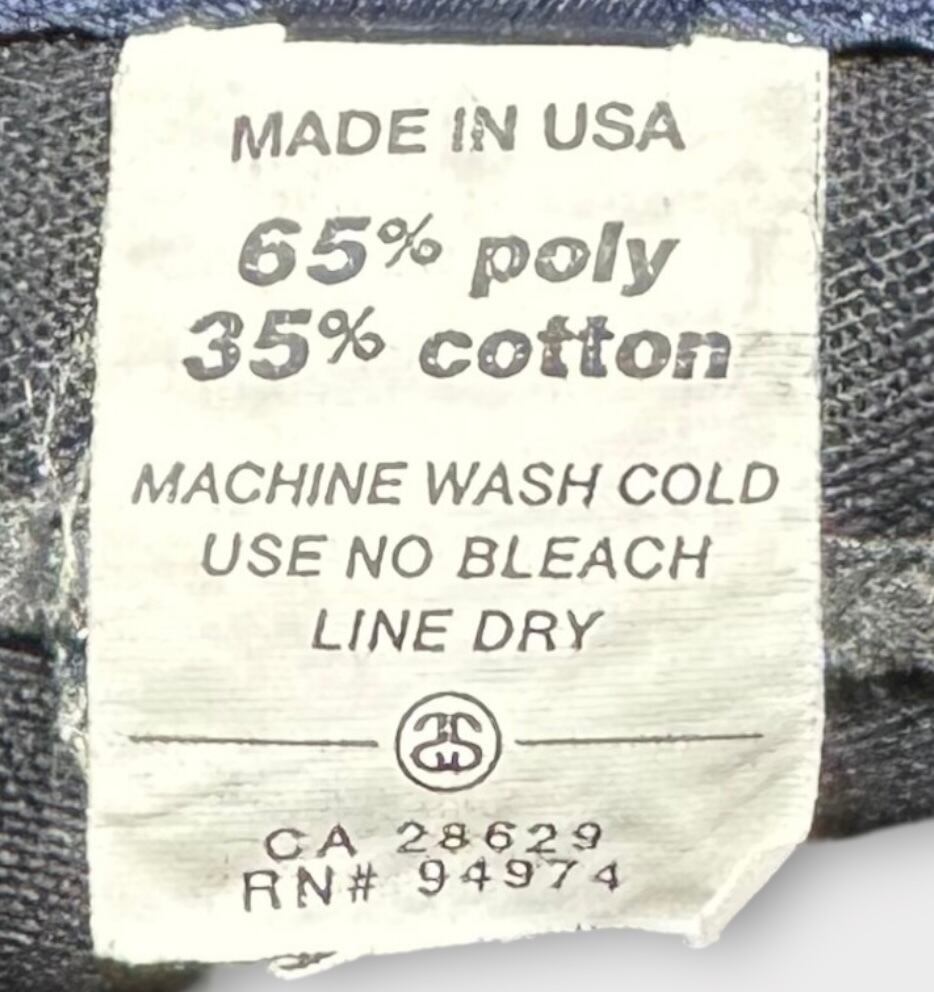 MADE IN USA
65% poly
35% cotton
MACHINE WASH COLD
USE NO BLEACH
LINE DRY
CA 28629
RN# 94974